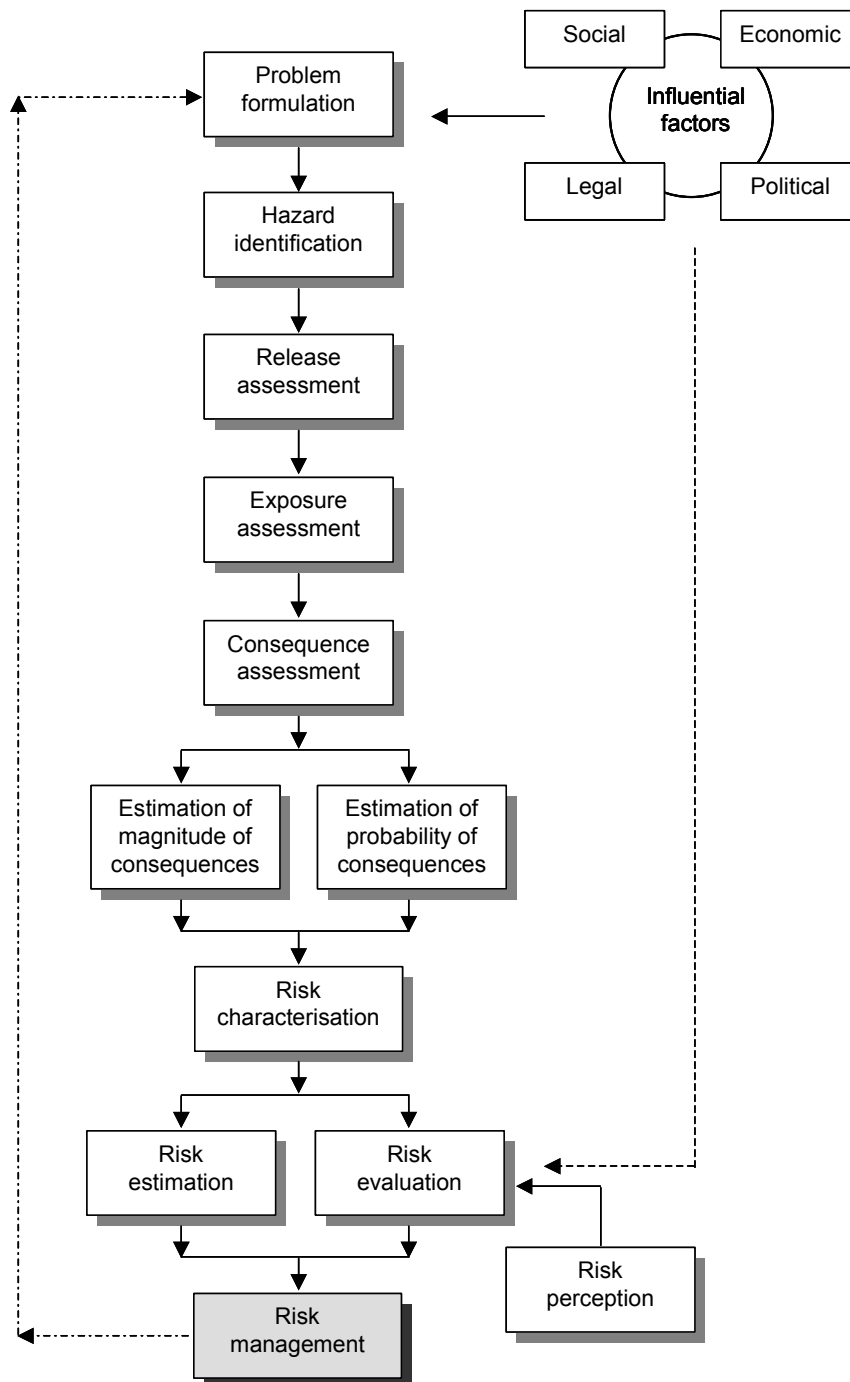 Social
Economic
Problem
formulation
Influential
factors
Legal
Political
Hazard
identification
Release
assessment
Exposure
assessment
Consequence
assessment
Estimation of
magnitude of
consequences
Estimation of
probability of
consequences
Risk
characterisation
Risk
estimation
Risk
evaluation
Risk
perception
Risk
management